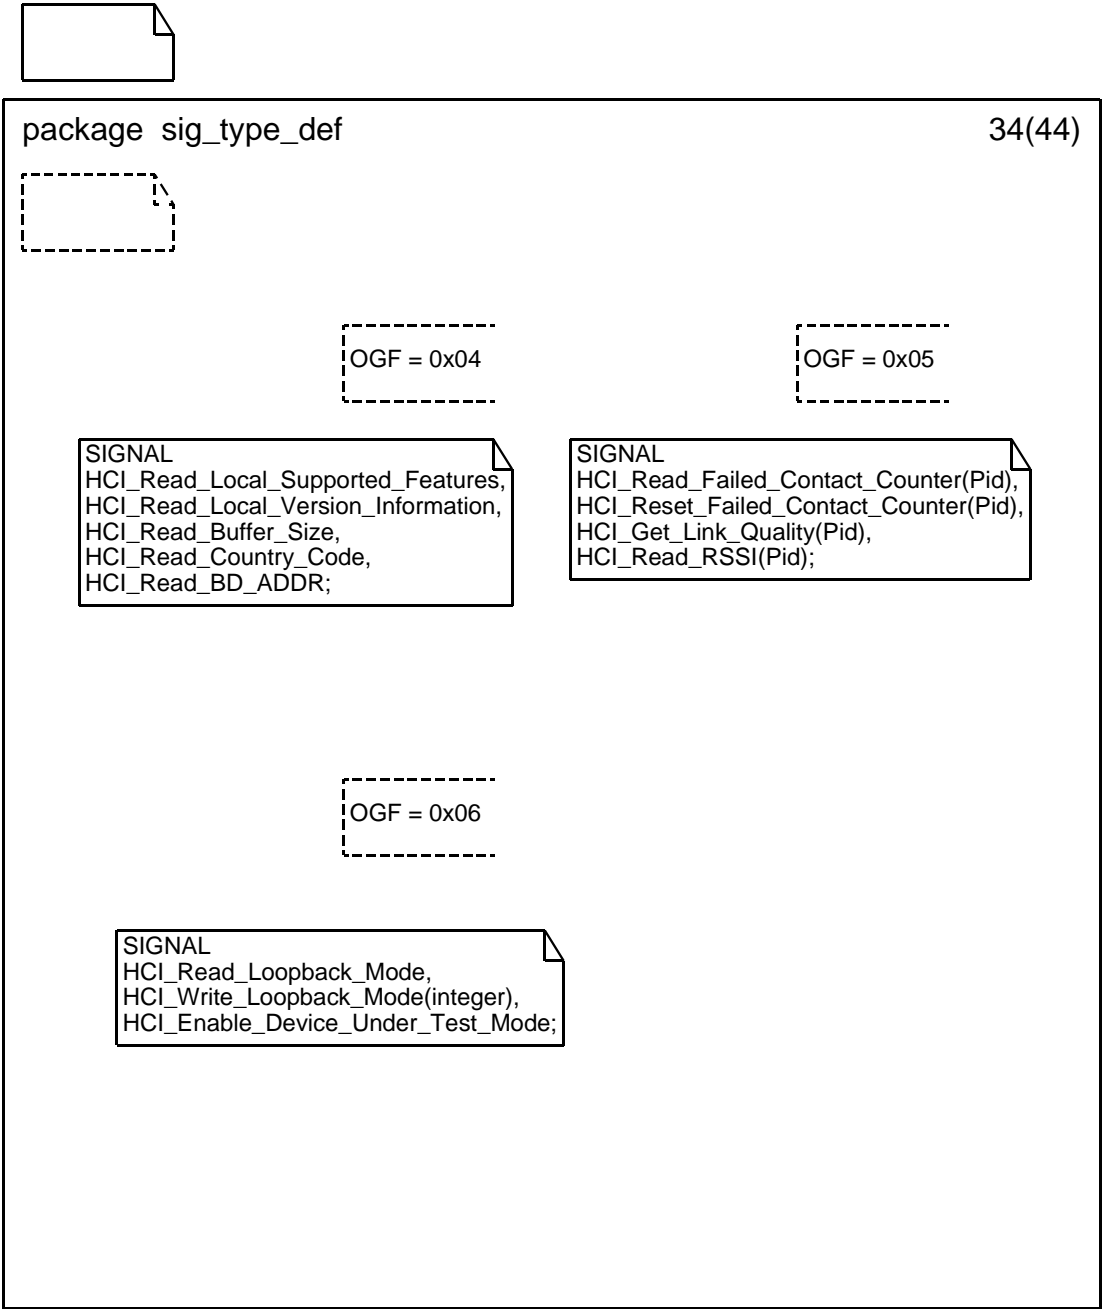 package sig_type_def
34(44)
OGF = 0x04
OGF = 0x05
SIGNAL
HCI_Read_Local_Supported_Features,
HCI_Read_Local_Version_Information,
HCI_Read_Buffer_Size,
HCI_Read_Country_Code,
HCI_Read_BD_ADDR;
SIGNAL
HCI_Read_Failed_Contact_Counter(Pid),
HCI_Reset_Failed_Contact_Counter(Pid),
HCI_Get_Link_Quality(Pid),
HCI_Read_RSSI(Pid);
OGF = 0x06
SIGNAL
HCI_Read_Loopback_Mode,
HCI_Write_Loopback_Mode(integer),
HCI_Enable_Device_Under_Test_Mode;